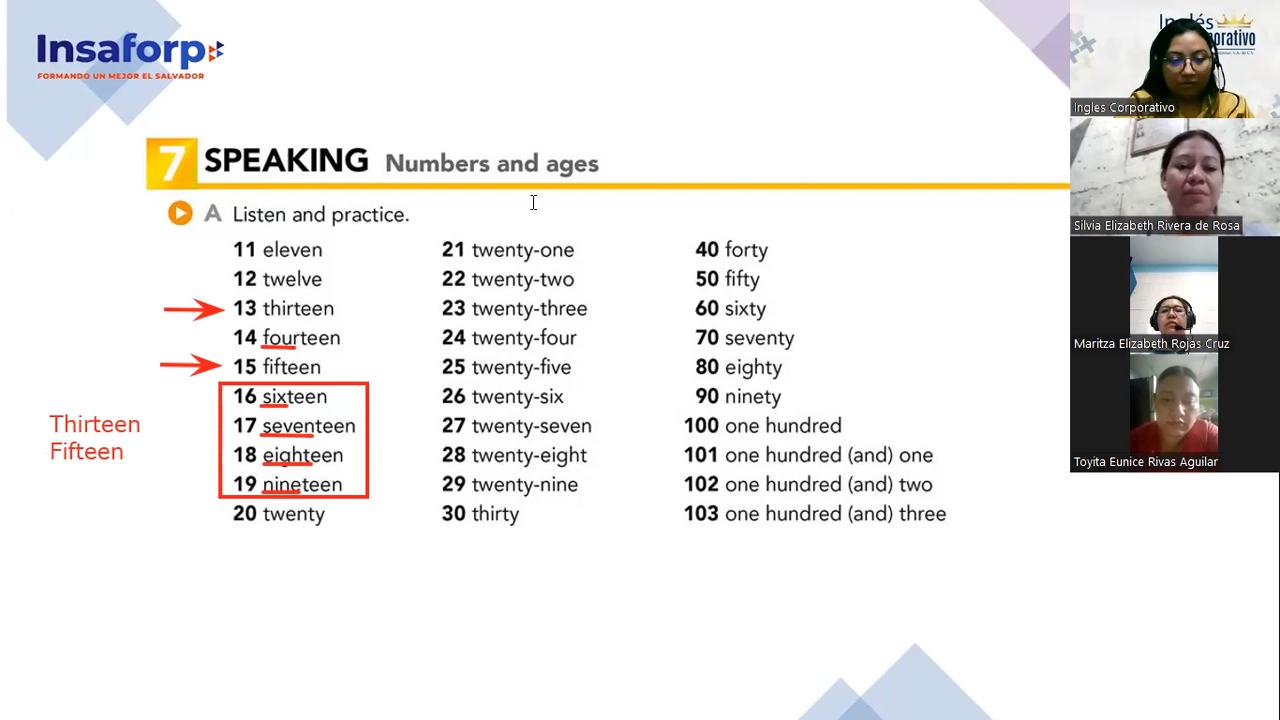 Insaforp
FORMANDO UN MEJOR EL SALVADOR
7 SPEAKING Numbers and ages
A Listen and practice.
11 eleven
12 twelve
13 thirteen
14 fourteen
15 fifteen
16 sixteen
17 seventeen
18 eighteen
19 nineteen
20 twenty
21 twenty-one
22 twenty-two
23 twenty-three
24 twenty-four
25 twenty-five
26 twenty-six
27 twenty-seven
28 twenty-eight
29 twenty-nine
30 thirty
40 forty
50 fifty
60 sixty
70 seventy
80 eighty
90 ninety
100 one hundred
101 one hundred (and) one
102 one hundred (and) two
103 one hundred (and) three
Thirteen
Fifteen
Ingles Corporativo
Silvia Elizabeth Rivera de Rosa
Maritza Elizabeth Rojas Cruz
Toyita Eunice Rivas Aguilar